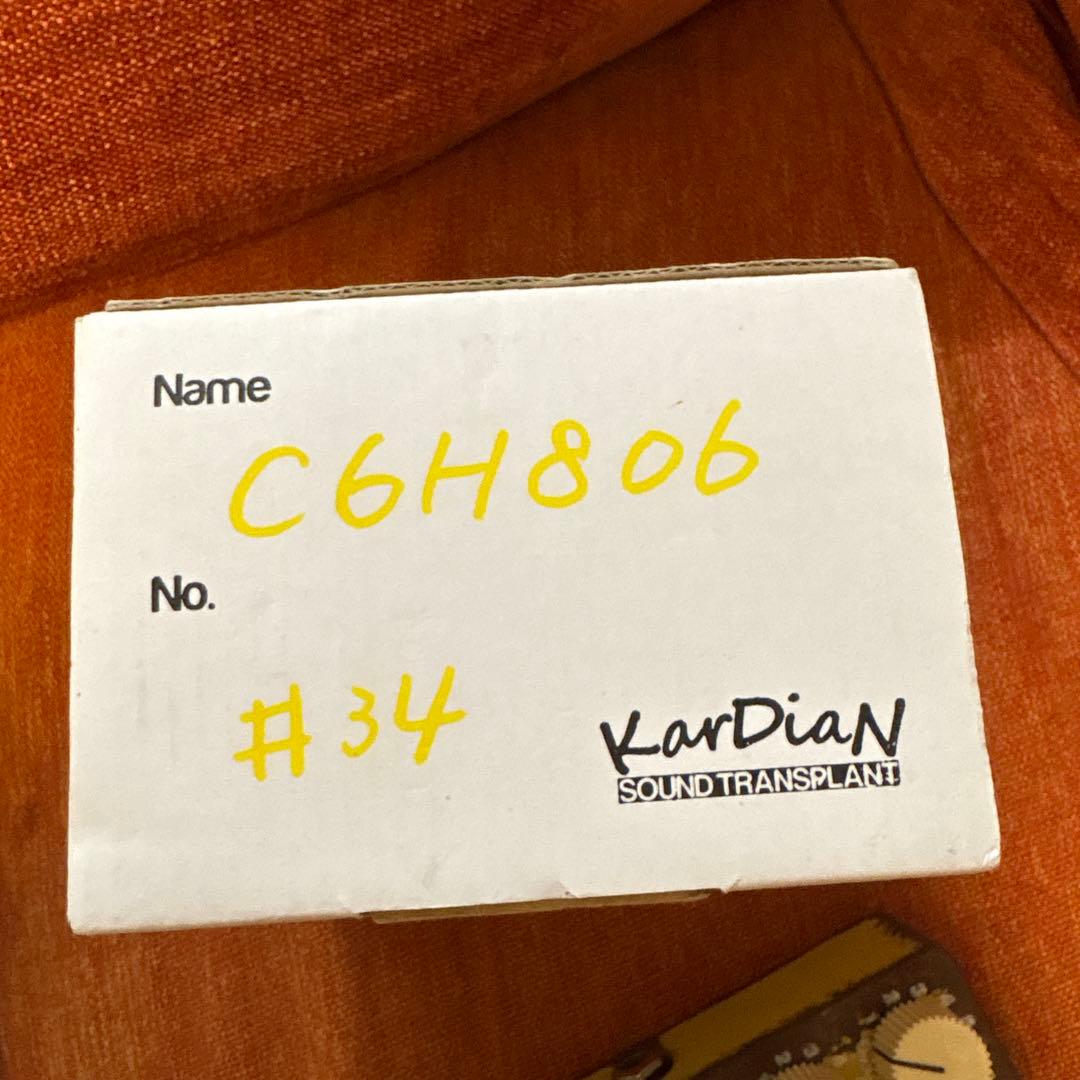 Name
C6H806
No.
#34
KarDiaN
SOUND TRANSPLANT